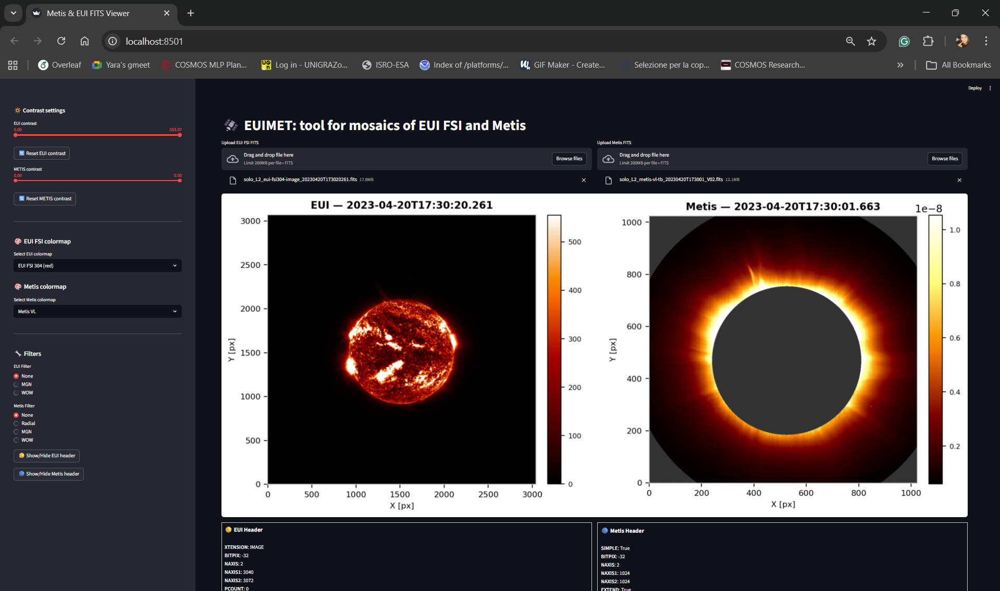 Metis & EUI FITS Viewer
localhost:8501
Overleaf
Yara's gmeet
COSMOS MLP Plan...
Log in - UNIGRAZo...
ISRO-ESA
Index of /platforms/...
GIF Maker - Create...
Selezione per la cop...
COSMOS Research...
All Bookmarks
Deploy
Contrast settings
EUI contrast
0.00 555.07
Reset EUI contrast
METIS contrast
0.00 0.00
Reset METIS contrast
EUI FSI colormap
Select EUI colormap
EUI FSI 304 (red)
Metis colormap
Select Metis colormap
Metis VL
Filters
EUI Filter
None
MGN
WOW
Metis Filter
None
Radial
MGN
WOW
Show/Hide EUI header
Show/Hide Metis header
EUIMET: tool for mosaics of EUI FSI and Metis
Upload EUI FSI FITS
Drag and drop file here
Limit 200MB per file • FITS
Browse files
solo_L2_eui-fsi304-image_20230420T173020261.fits 17.8MB
Upload Metis FITS
Drag and drop file here
Limit 200MB per file • FITS
Browse files
solo_L2_metis-vl-tb_20230420T173001_V02.fits 12.1MB
EUI — 2023-04-20T17:30:20.261
3000
2500
2000
1500
1000
500
0
Y [px]
0 500 1000 1500 2000 2500 3000
X [px]
500
400
300
200
100
0
Metis — 2023-04-20T17:30:01.663
1e−8
1000
800
600
400
200
0
Y [px]
0 200 400 600 800 1000
X [px]
1.0
0.8
0.6
0.4
0.2
EUI Header
XTENSION: IMAGE
BITPIX: -32
NAXIS: 2
NAXIS1: 3040
NAXIS2: 3072
PCOUNT: 0
Metis Header
SIMPLE: True
BITPIX: -32
NAXIS: 2
NAXIS1: 1024
NAXIS2: 1024
EXTEND: True